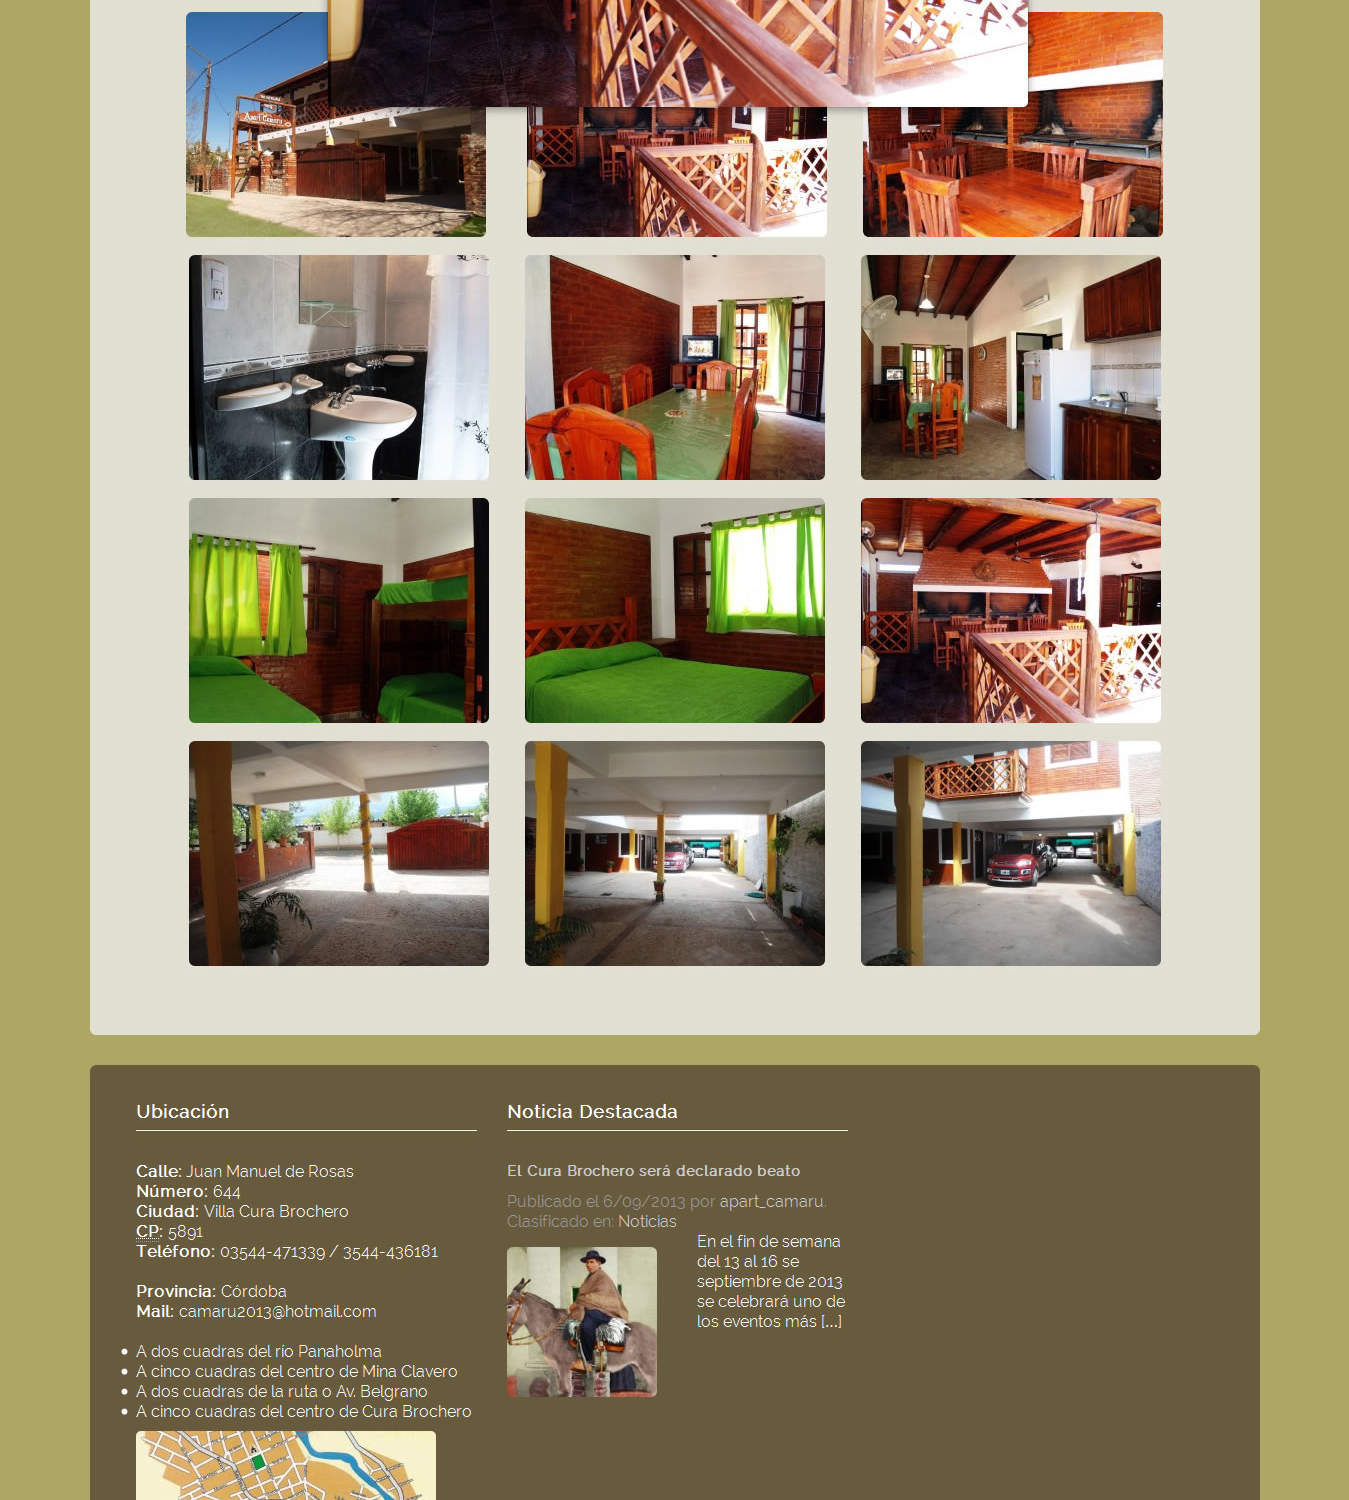 Apart Camarú
Ubicación
Calle: Juan Manuel de Rosas
Número: 644
Ciudad: Villa Cura Brochero
CP: 5891
Teléfono: 03544-471339 / 3544-436181
Provincia: Córdoba
Mail: camaru2013@hotmail.com
A dos cuadras del río Panaholma
A cinco cuadras del centro de Mina Clavero
A dos cuadras de la ruta o Av. Belgrano
A cinco cuadras del centro de Cura Brochero
Noticia Destacada
El Cura Brochero será declarado beato
Publicado el 6/09/2013 por apart_camaru.
Clasificado en: Noticias
En el fin de semana
del 13 al 16 se
septiembre de 2013
se celebrará uno de
los eventos más [...]